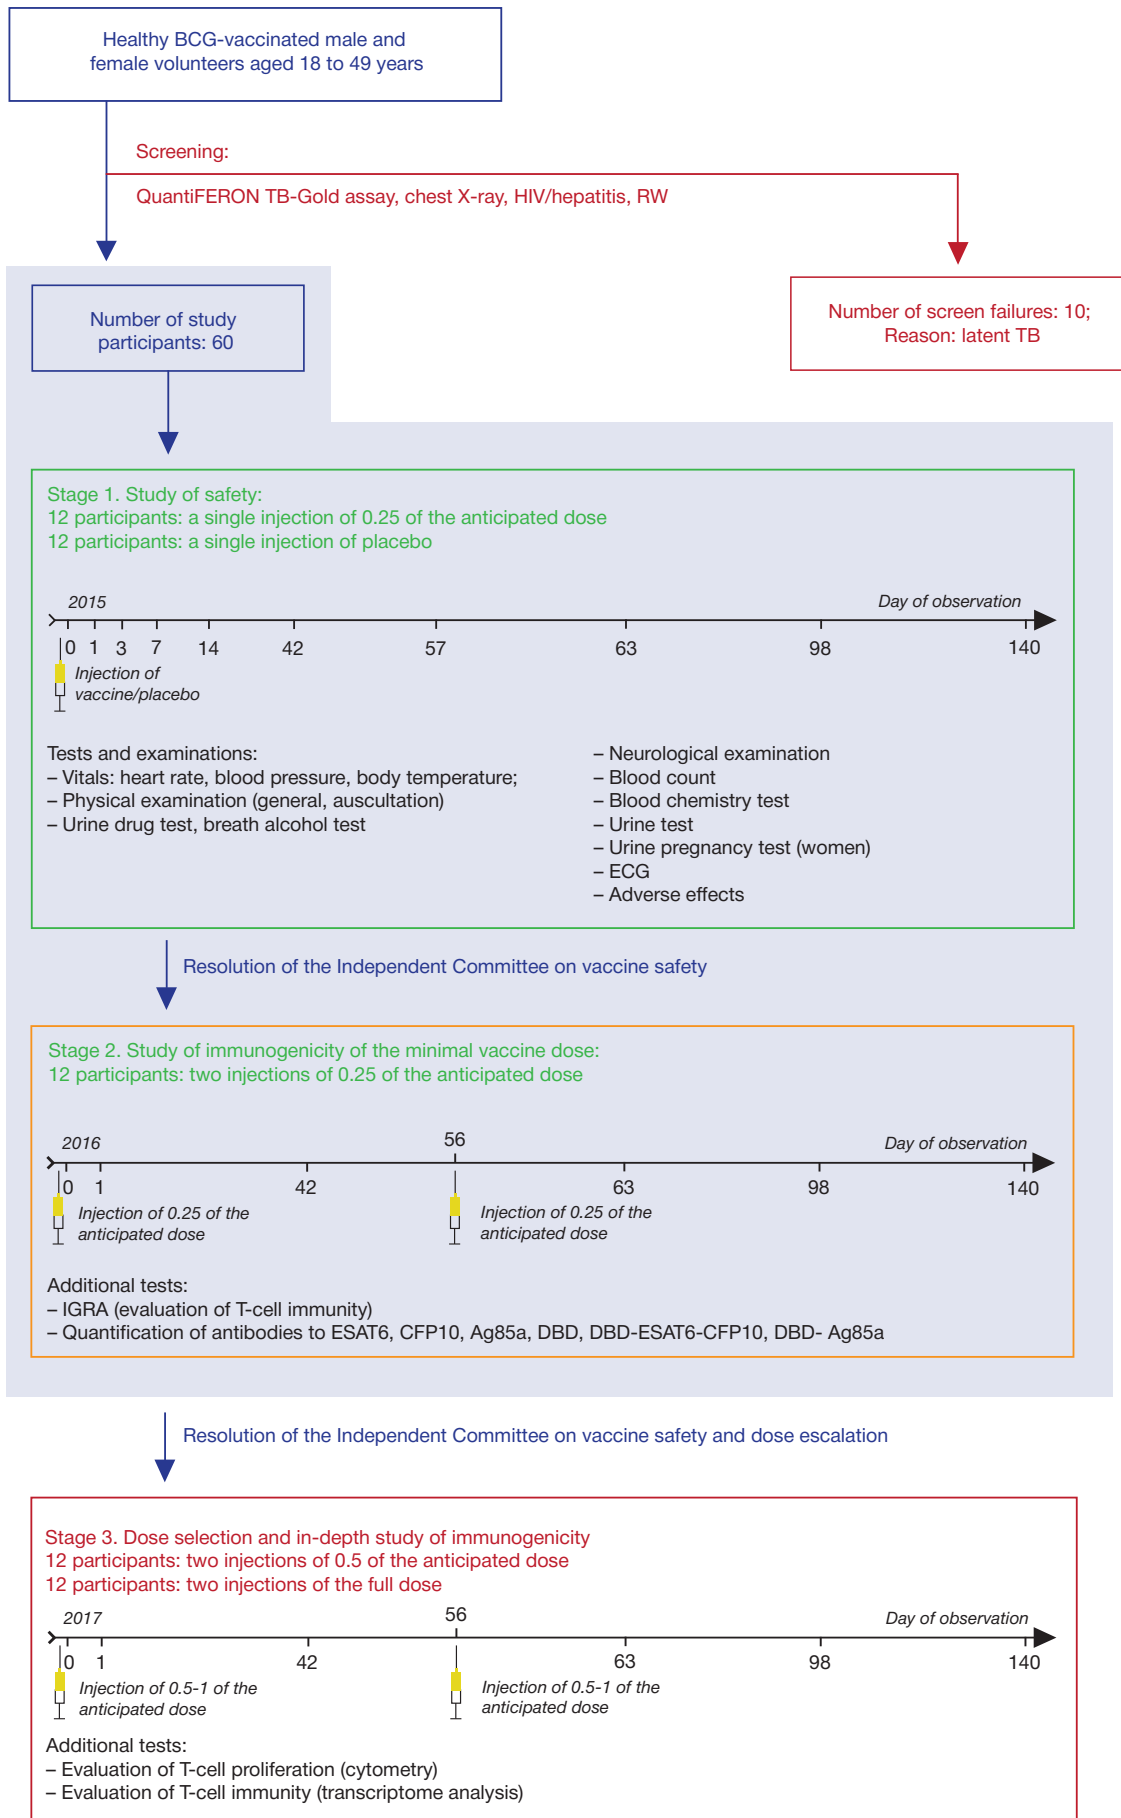 Healthy BCG-vaccinated male and
female volunteers aged 18 to 49 years
Screening:
QuantiFERON TB-Gold assay, chest X-ray, HIV/hepatitis, RW
Number of study
participants: 60
Number of screen failures: 10;
Reason: latent TB
Stage 1. Study of safety:
12 participants: a single injection of 0.25 of the anticipated dose
12 participants: a single injection of placebo
2015
Day of observation
0 1 3 7 14 42 57 63 98 140
Injection of
vaccine/placebo
Tests and examinations:
– Vitals: heart rate, blood pressure, body temperature;
– Physical examination (general, auscultation)
– Urine drug test, breath alcohol test
– Neurological examination
– Blood count
– Blood chemistry test
– Urine test
– Urine pregnancy test (women)
– ECG
– Adverse effects
Resolution of the Independent Committee on vaccine safety
Stage 2. Study of immunogenicity of the minimal vaccine dose:
12 participants: two injections of 0.25 of the anticipated dose
2016
56
Day of observation
0 1 42 63 98 140
Injection of 0.25 of the
anticipated dose
Injection of 0.25 of the
anticipated dose
Additional tests:
– IGRA (evaluation of T-cell immunity)
– Quantification of antibodies to ESAT6, CFP10, Ag85a, DBD, DBD-ESAT6-CFP10, DBD- Ag85a
Resolution of the Independent Committee on vaccine safety and dose escalation
Stage 3. Dose selection and in-depth study of immunogenicity
12 participants: two injections of 0.5 of the anticipated dose
12 participants: two injections of the full dose
2017
56
Day of observation
0 1 42 63 98 140
Injection of 0.5-1 of the
anticipated dose
Injection of 0.5-1 of the
anticipated dose
Additional tests:
– Evaluation of T-cell proliferation (cytometry)
– Evaluation of T-cell immunity (transcriptome analysis)